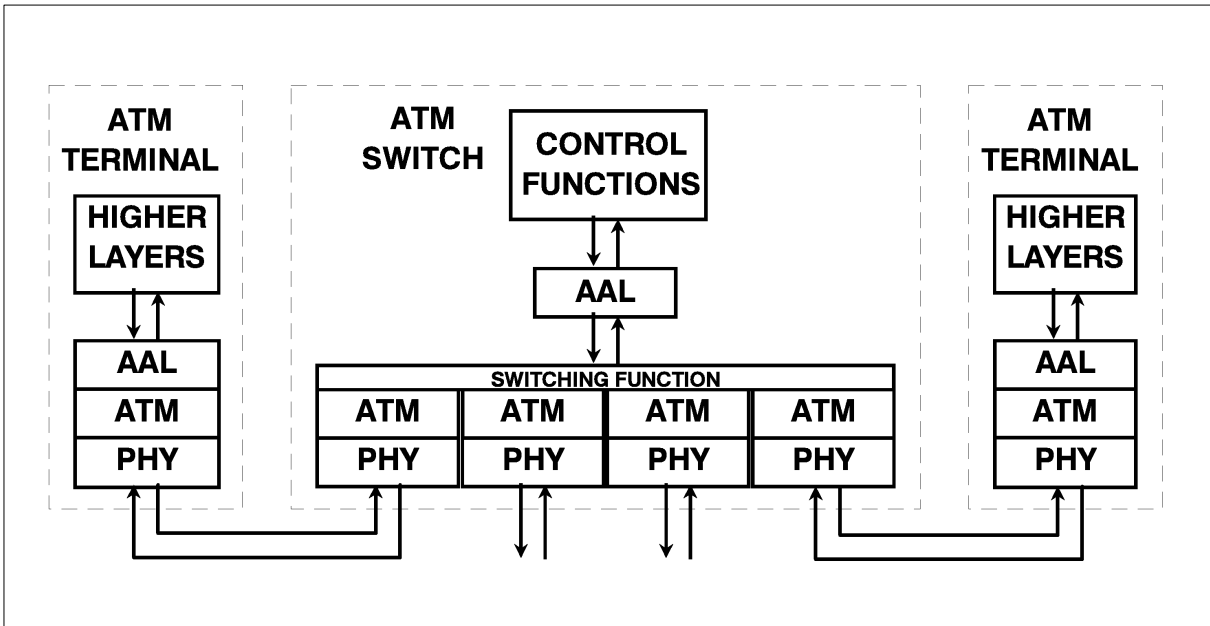 ATM
TERMINAL
HIGHER
LAYERS
AAL
ATM
PHY
ATM
SWITCH
CONTROL
FUNCTIONS
AAL
SWITCHING FUNCTION
ATM ATM ATM ATM
PHY PHY PHY PHY
ATM
TERMINAL
HIGHER
LAYERS
AAL
ATM
PHY